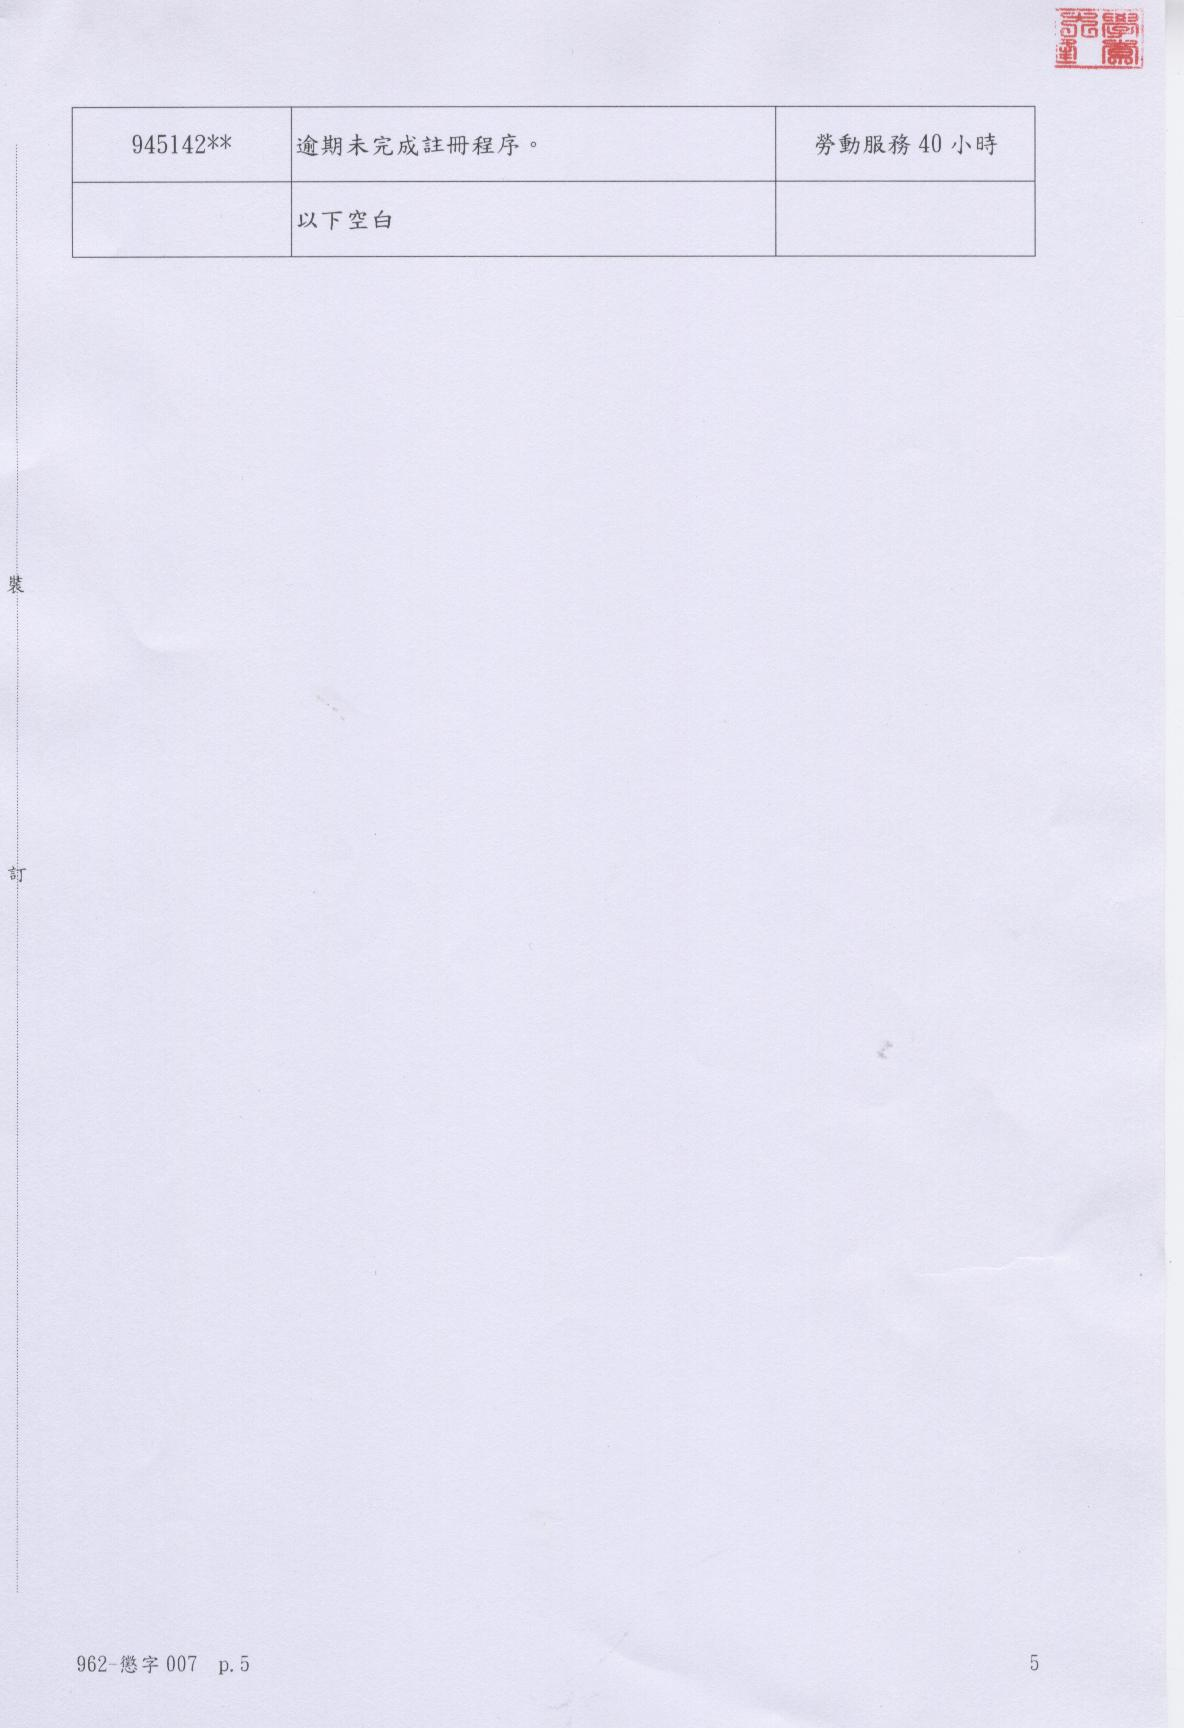 945142** 逾期未完成註冊程序。 勞動服務 40 小時
以下空白
裝
訂
962-懲字 007 p.5
5